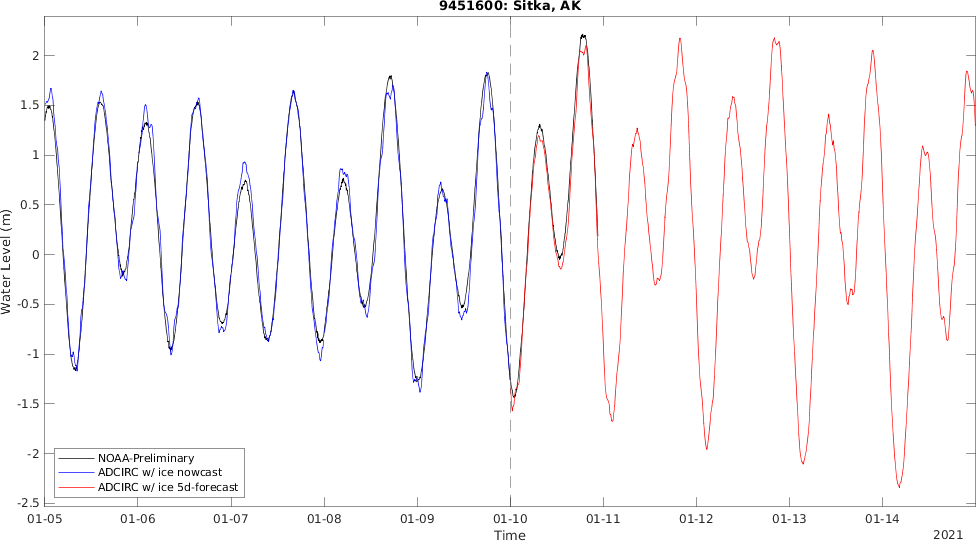 9451600: Sitka, AK
Water Level (m)
2
1.5
1
0.5
0
-0.5
-1
-1.5
-2
-2.5
NOAA-Preliminary
ADCIRC w/ ice nowcast
ADCIRC w/ ice 5d-forecast
01-05 01-06 01-07 01-08 01-09 01-10 01-11 01-12 01-13 01-14
Time
2021